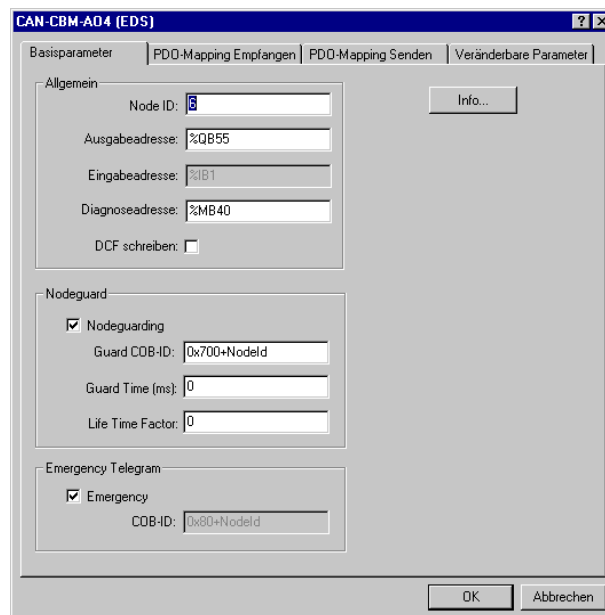 CAN-CBM-AO4 (EDS)
Basisparameter
PDO-Mapping Empfangen
PDO-Mapping Senden
Veränderbare Parameter
Allgemein
Node ID: 6
Info...
Ausgabeadresse: %QB55
Eingabeadresse: %IB1
Diagnoseadresse: %MB40
DCF schreiben:
Nodeguard
Nodeguarding
Guard COB-ID: 0x700+NodeId
Guard Time (ms): 0
Life Time Factor: 0
Emergency Telegram
Emergency
COB-ID: 0x80+NodeId
OK
Abbrechen